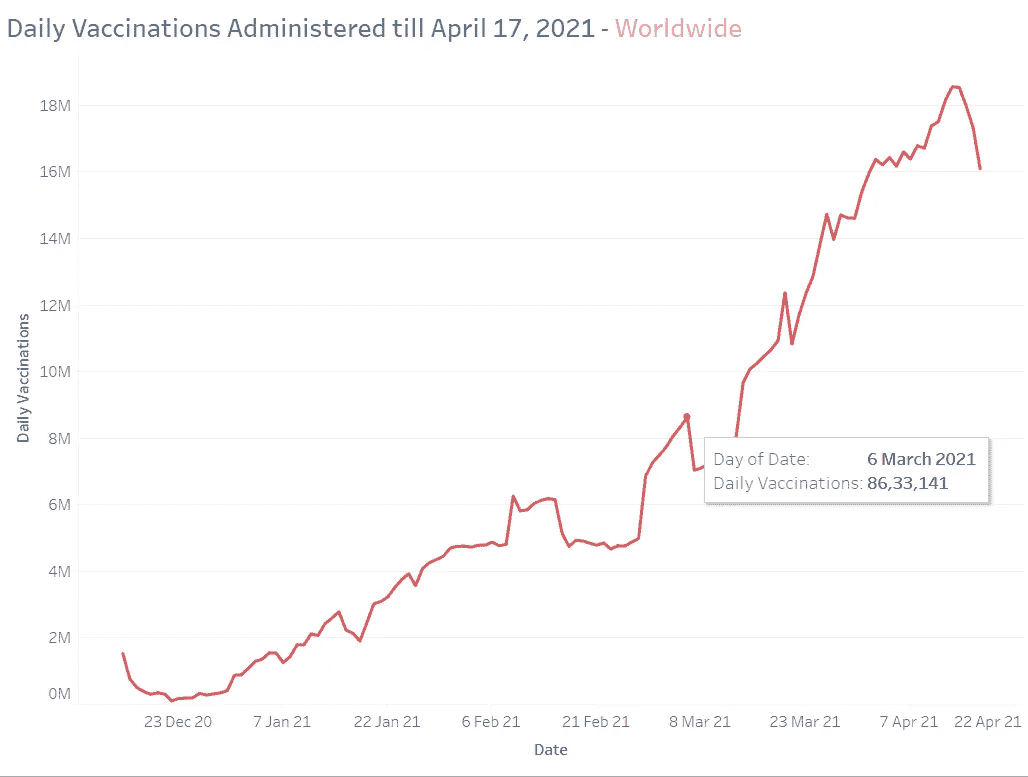 Daily Vaccinations Administered till April 17, 2021 - Worldwide
18M
16M
14M
12M
10M
8M
6M
4M
2M
0M
Daily Vaccinations
Day of Date: 6 March 2021
Daily Vaccinations: 86,33,141
23 Dec 20 7 Jan 21 22 Jan 21 6 Feb 21 21 Feb 21 8 Mar 21 23 Mar 21 7 Apr 21 22 Apr 21
Date